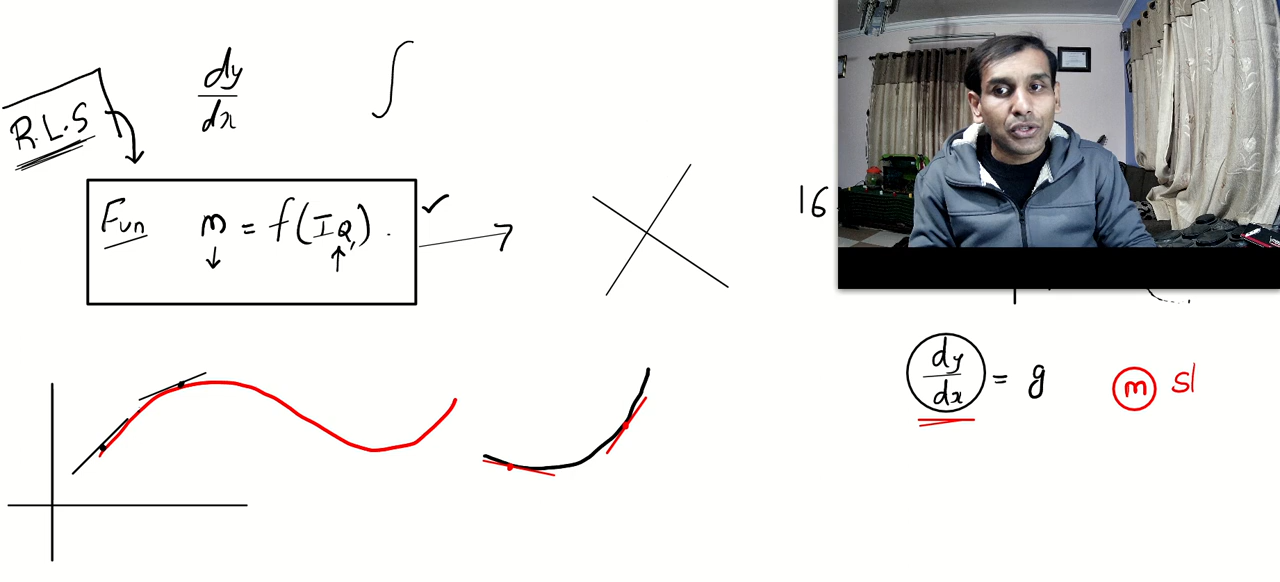 dy/dx ∫
R.L.S
Fun m = f(IQ).
16
dy/dx = g m sl